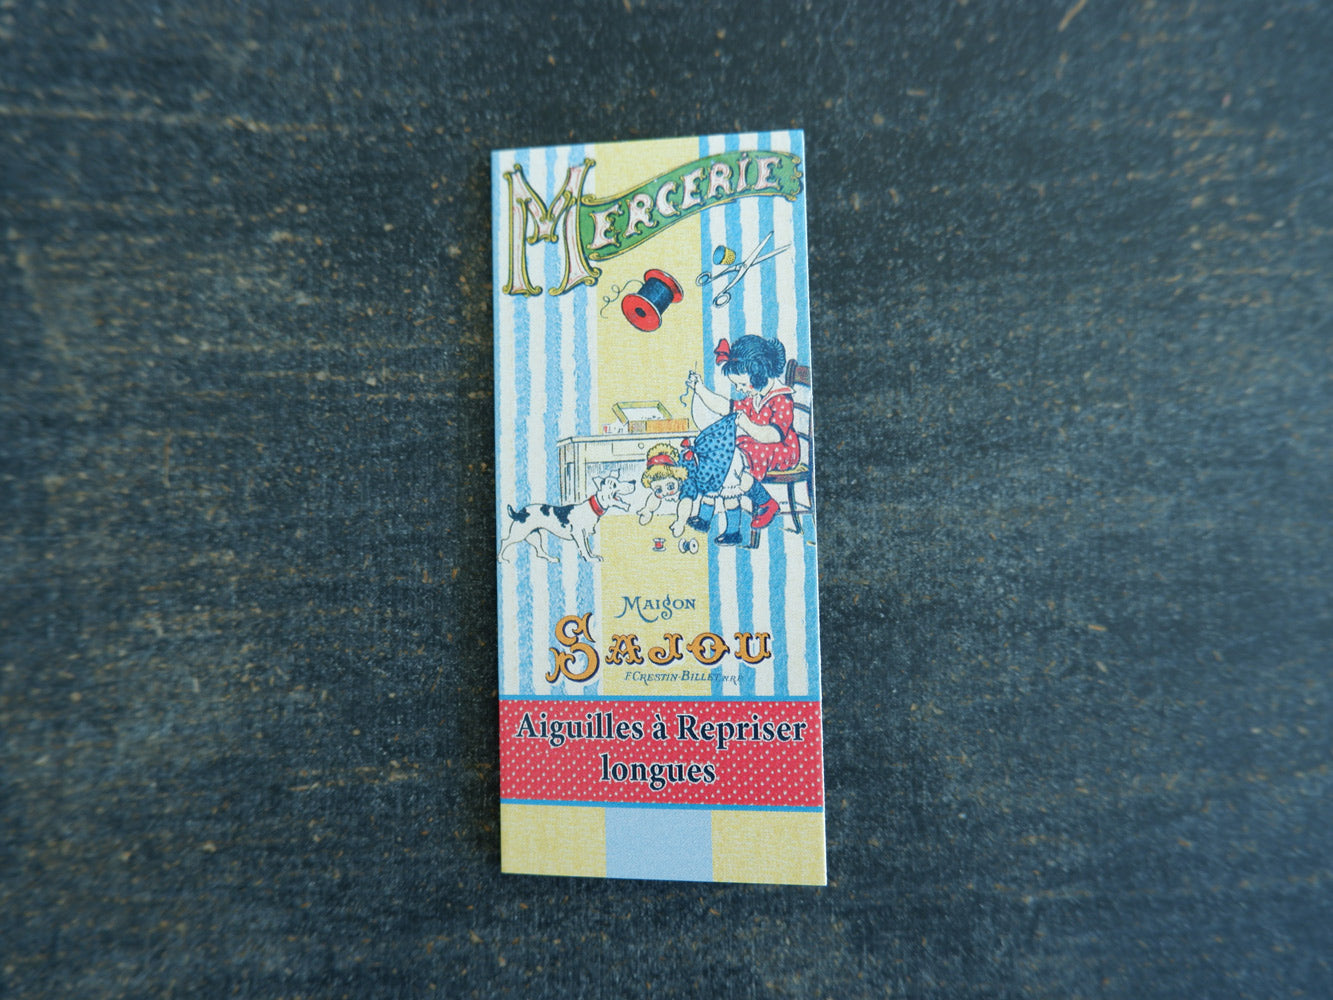 MERCERIE
MAISON
SAJOU
F. CRESTIN-BILLET
Aiguilles à Repriser
longues